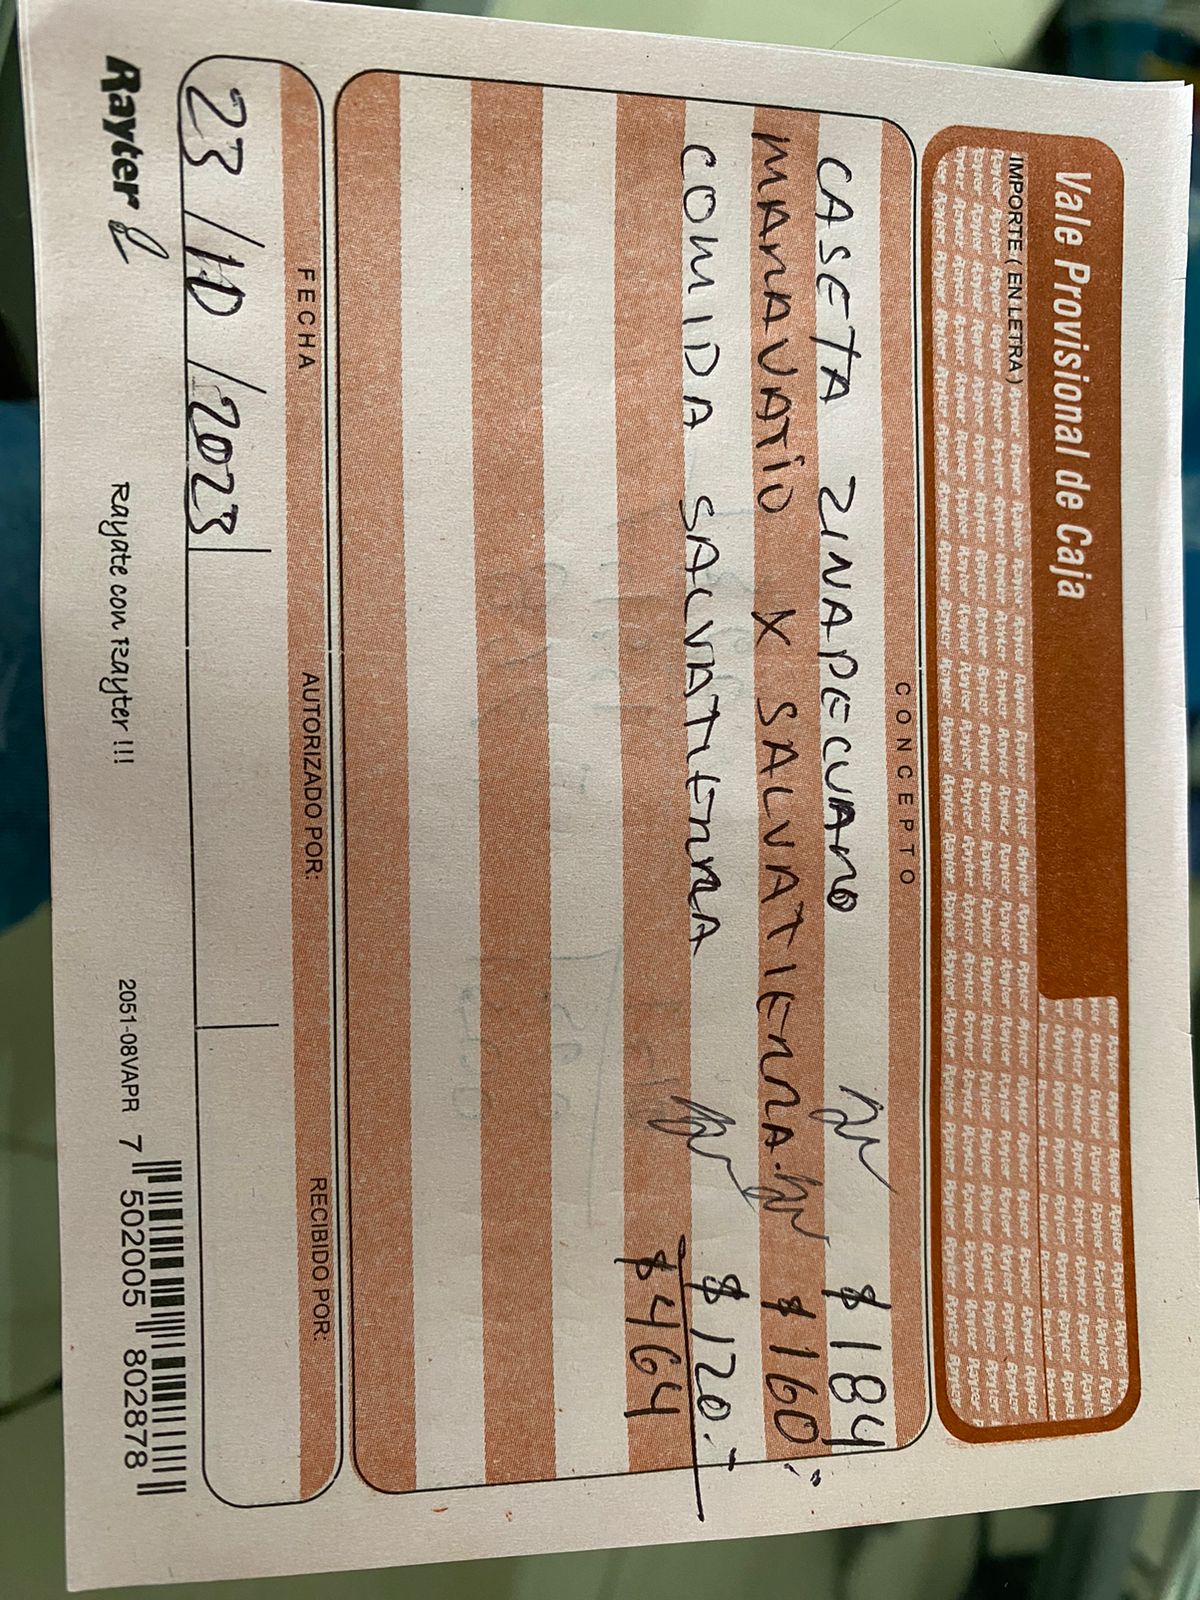 Vale Provisional de Caja
IMPORTE ( EN LETRA )
CONCEPTO
CASETA ZINAPECUARO $184
MARAVATIO X SALVATIERRA. $160.--
COMIDA SALVATIERRA $120.--
$464
FECHA AUTORIZADO POR: RECIBIDO POR:
23/10/2023
Rayter Rayate con Rayter !!! 2051-08VAPR 7 502005 802878